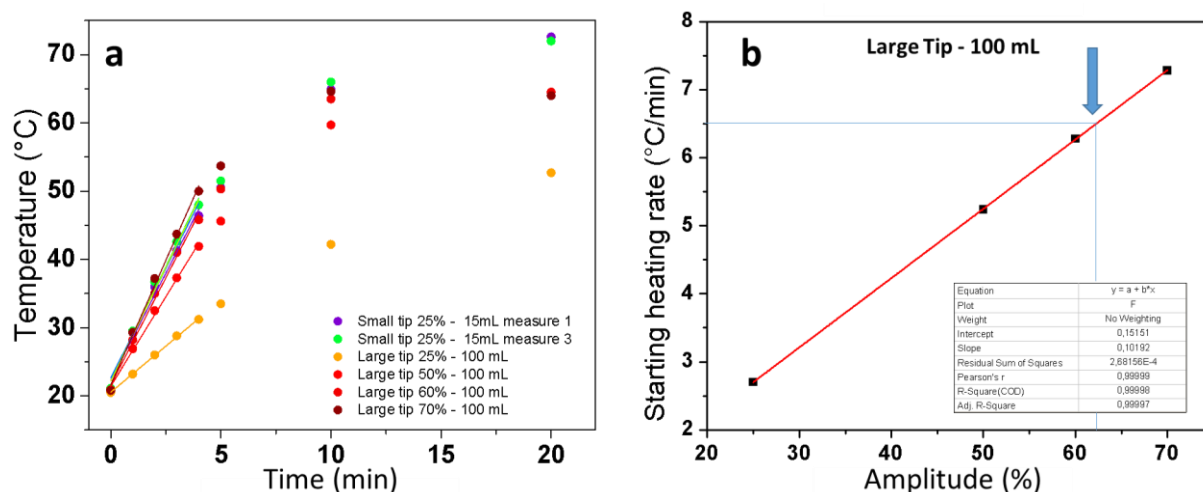 a
Temperature (°C)
70
60
50
40
30
20
0
5
10
15
20
Time (min)
Small tip 25% - 15mL measure 1
Small tip 25% - 15mL measure 3
Large tip 25% - 100 mL
Large tip 50% - 100 mL
Large tip 60% - 100 mL
Large tip 70% - 100 mL
b
Large Tip - 100 mL
Starting heating rate (°C/min)
8
7
6
5
4
3
2
20
30
40
50
60
70
Amplitude (%)
Equation y = a + b*x
Plot F
Weight No Weighting
Intercept 0,15151
Slope 0,10192
Residual Sum of Squares 2,68156E-4
Pearson's r 0,99999
R-Square(COD) 0,99998
Adj. R-Square 0,99997